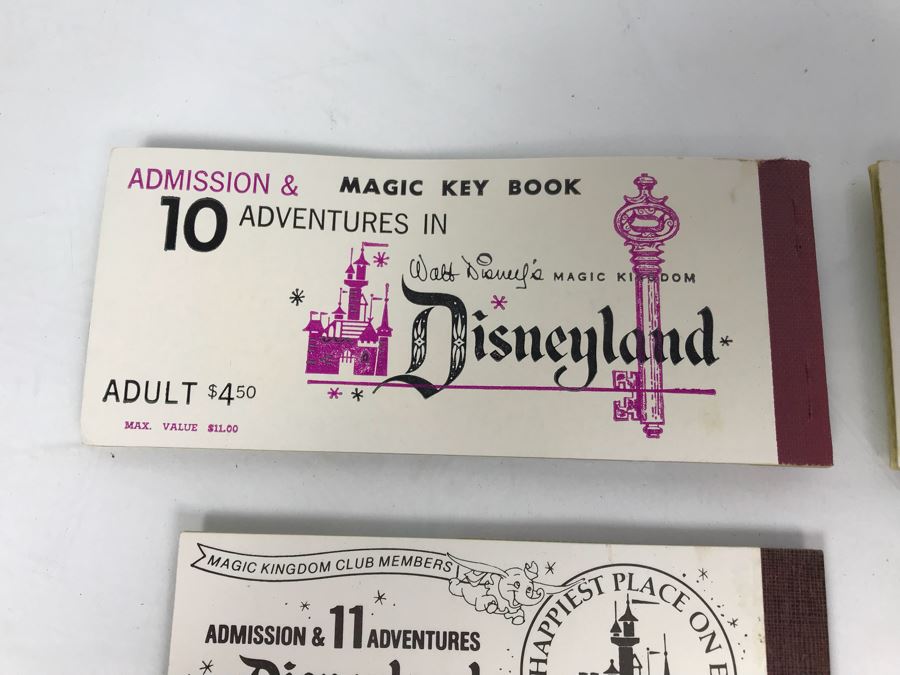 ADMISSION & MAGIC KEY BOOK
10 ADVENTURES IN
Walt Disney's MAGIC KINGDOM
Disneyland
ADULT $4.50
MAX. VALUE $11.00
MAGIC KINGDOM CLUB MEMBERS
HAPPIEST PLACE ON E
ADMISSION & 11 ADVENTURES
Disneyland